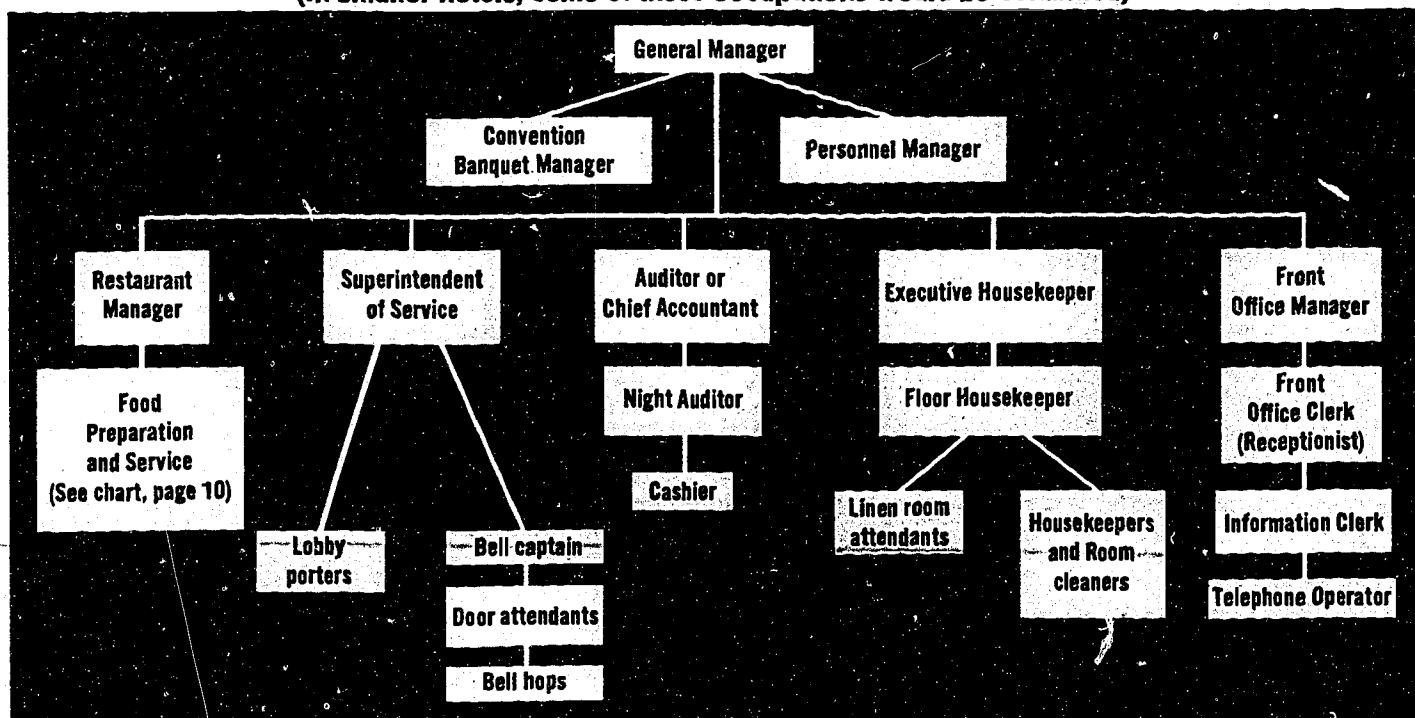 General Manager
Convention
Banquet Manager
Personnel Manager
Restaurant
Manager
Superintendent
of Service
Auditor or
Chief Accountant
Executive Housekeeper
Front
Office Manager
Food
Preparation
and Service
(See chart, page 10)
Night Auditor
Floor Housekeeper
Front
Office Clerk
(Receptionist)
Cashier
Linen room
attendants
Housekeepers
and Room
cleaners
Information Clerk
Lobby
porters
Bell captain
Telephone Operator
Door attendants
Bell hops